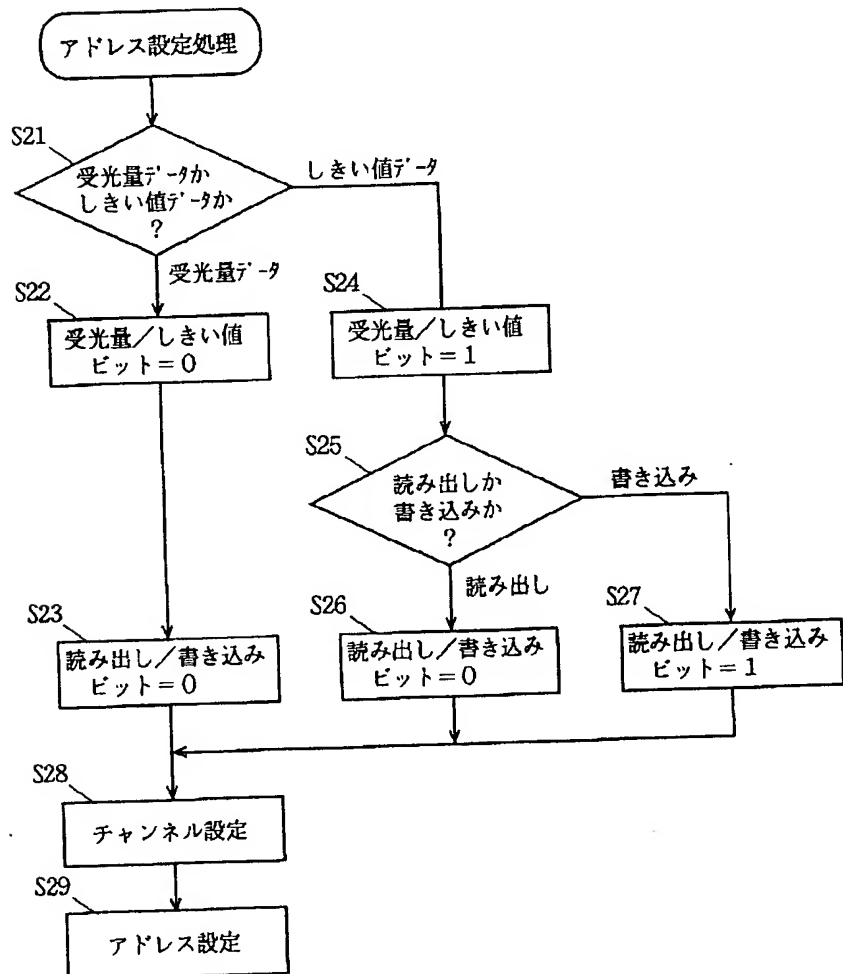 アドレス設定処理
S21
受光量データか
しきい値データか
?
しきい値データ
受光量データ
S22
受光量/しきい値
ビット=0
S24
受光量/しきい値
ビット=1
S25
読み出しか
書き込みか
?
書き込み
読み出し
S23
読み出し/書き込み
ビット=0
S26
読み出し/書き込み
ビット=0
S27
読み出し/書き込み
ビット=1
S28
チャンネル設定
S29
アドレス設定